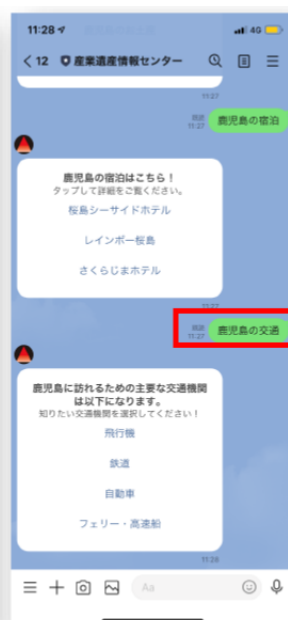 11:28
4G
12 産業遺産情報センター
11:27
既読
11:27
鹿児島の宿泊
鹿児島の宿泊はこちら！
タップして詳細をご覧ください。
桜島シーサイドホテル
レインボー桜島
さくらじまホテル
11:27
既読
11:27
鹿児島の交通
鹿児島に訪れるための主要な交通機関
は以下になります。
知りたい交通機関を選択してください！
飛行機
鉄道
自動車
フェリー・高速船
11:28
Aa